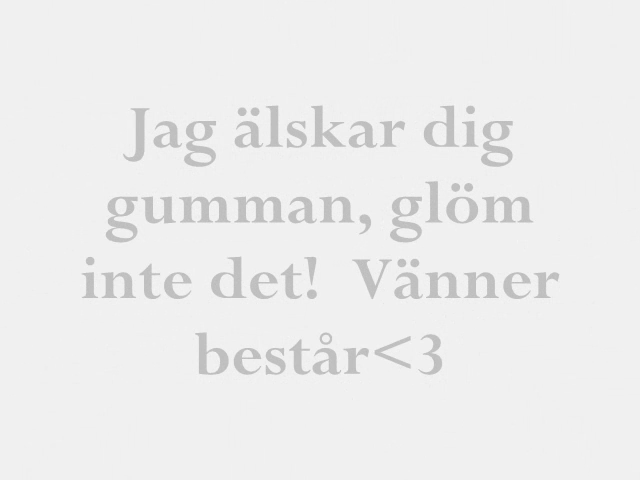 Jag älskar dig
gumman, glöm
inte det!  Vänner
består<3